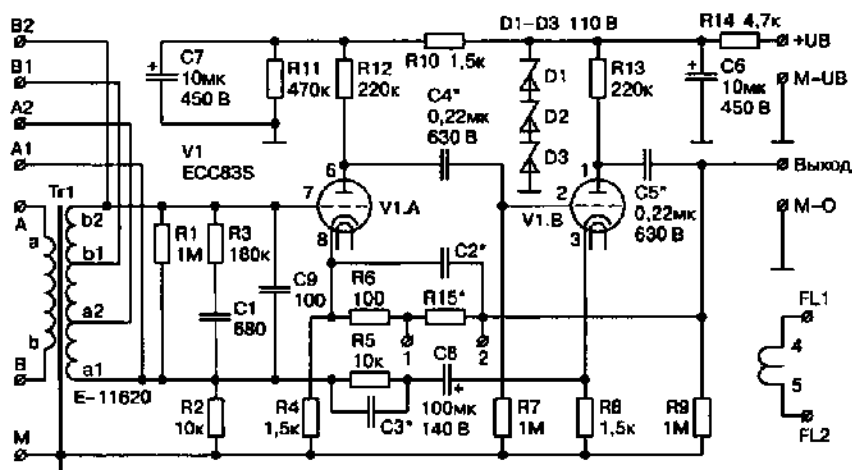 B2
B1
A2
A1
A
B
M
Tr1
a
b
b2
b1
a2
a1
E-11620
C7
10мк
450 В
R11
470к
R12
220к
R10 1,5к
D1-D3 110 В
D1
D2
D3
R13
220к
R14 4,7к
C6
10мк
450 В
+UB
M-UB
Выход
M-O
V1
ECC83S
C4*
0,22мк
630 В
C5*
0,22мк
630 В
6
7
8
V1.A
1
2
3
V1.B
R1
1М
R3
180к
C9
100
C1
680
C2*
R6
100
R15*
1
2
R5
10к
C8
100мк
140 В
C3*
R2
10к
R4
1,5к
R7
1М
R8
1,5к
R9
1М
FL1
4
5
FL2